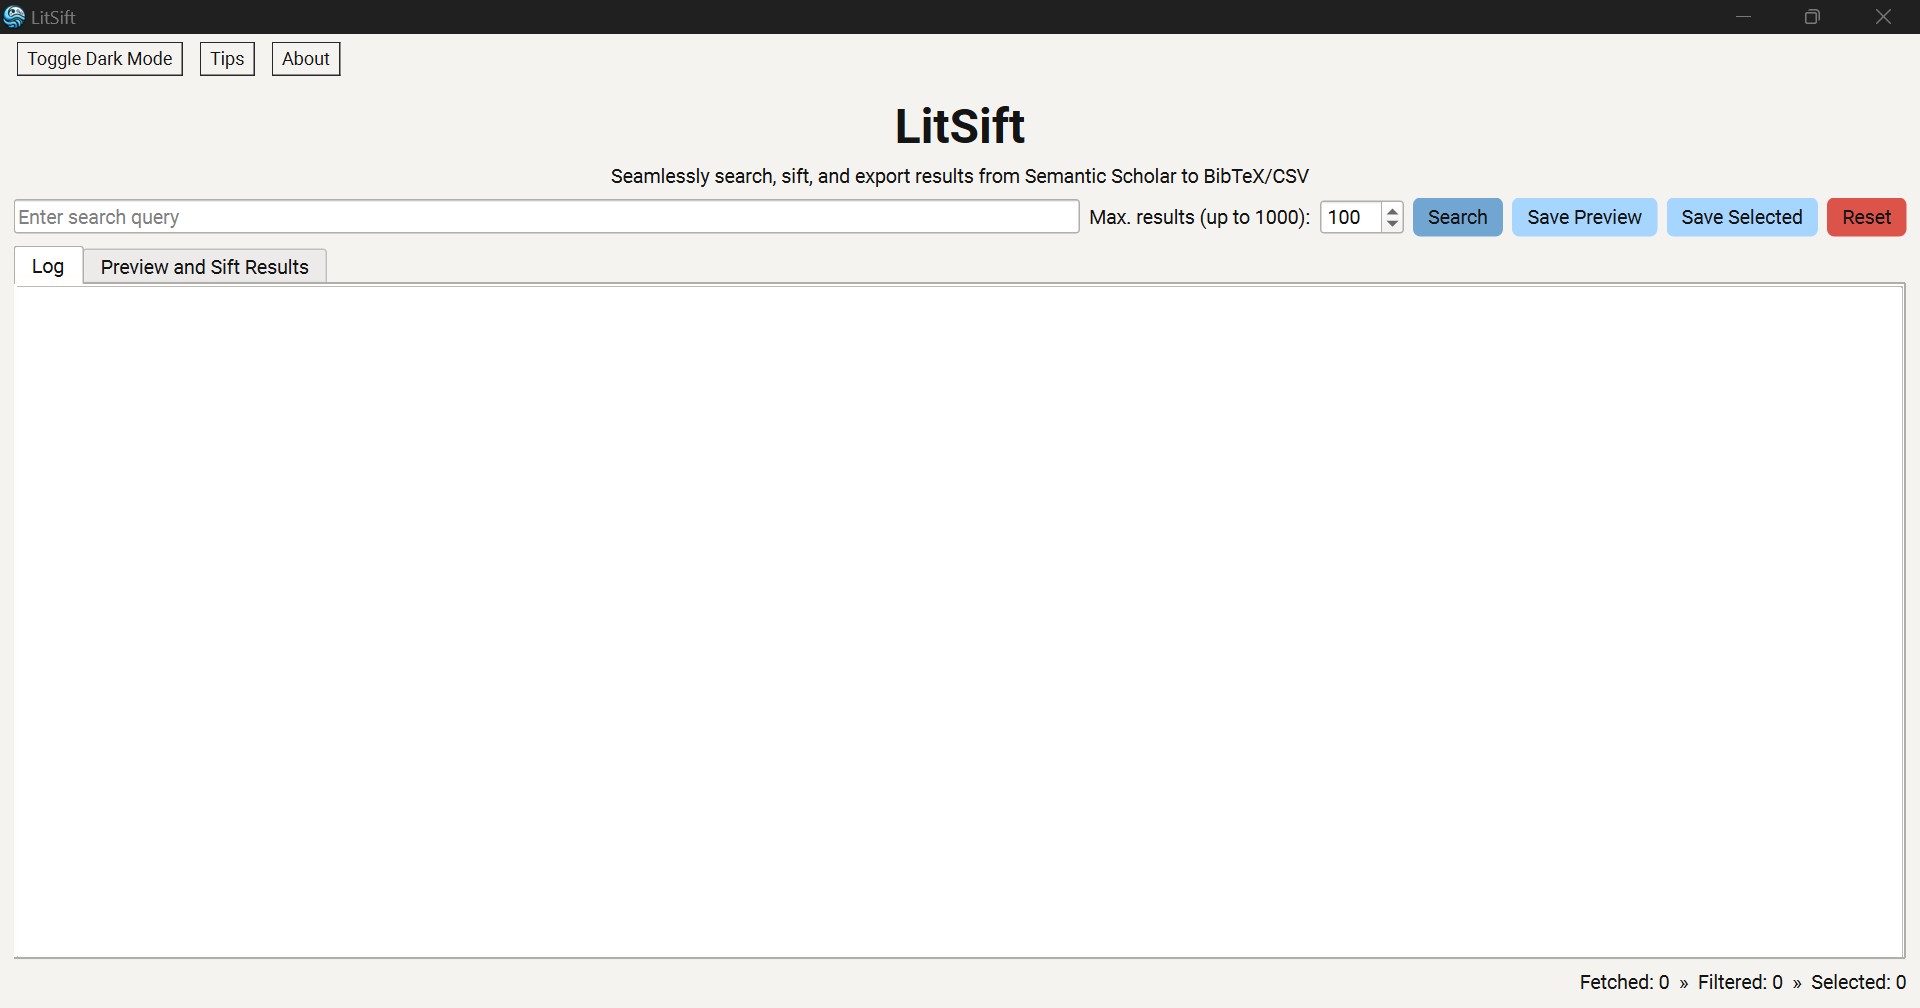 LitSift
Toggle Dark Mode Tips About
LitSift
Seamlessly search, sift, and export results from Semantic Scholar to BibTeX/CSV
Enter search query Max. results (up to 1000): 100 Search Save Preview Save Selected Reset
Log Preview and Sift Results
Fetched: 0 » Filtered: 0 » Selected: 0